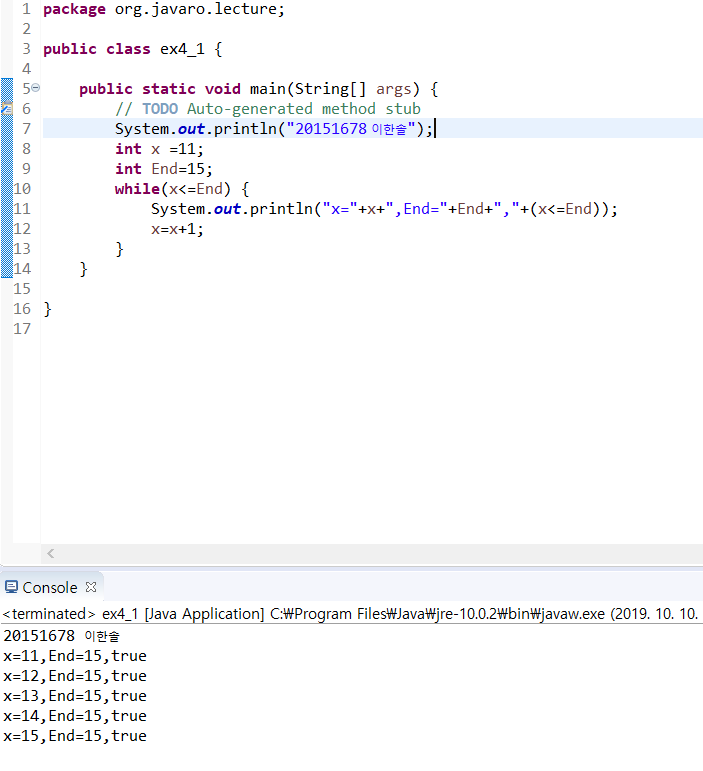 1 package org.javaro.lecture;
2
3 public class ex4_1 {
4
5 public static void main(String[] args) {
6 // TODO Auto-generated method stub
7 System.out.println("20151678 이한솔");
8 int x =11;
9 int End=15;
10 while(x<=End) {
11 System.out.println("x="+x+",End="+End+","+(x<=End));
12 x=x+1;
13 }
14 }
15
16 }
17
Console
<terminated> ex4_1 [Java Application] C:₩Program Files₩Java₩jre-10.0.2₩bin₩javaw.exe (2019. 10. 10.
20151678 이한솔
x=11,End=15,true
x=12,End=15,true
x=13,End=15,true
x=14,End=15,true
x=15,End=15,true